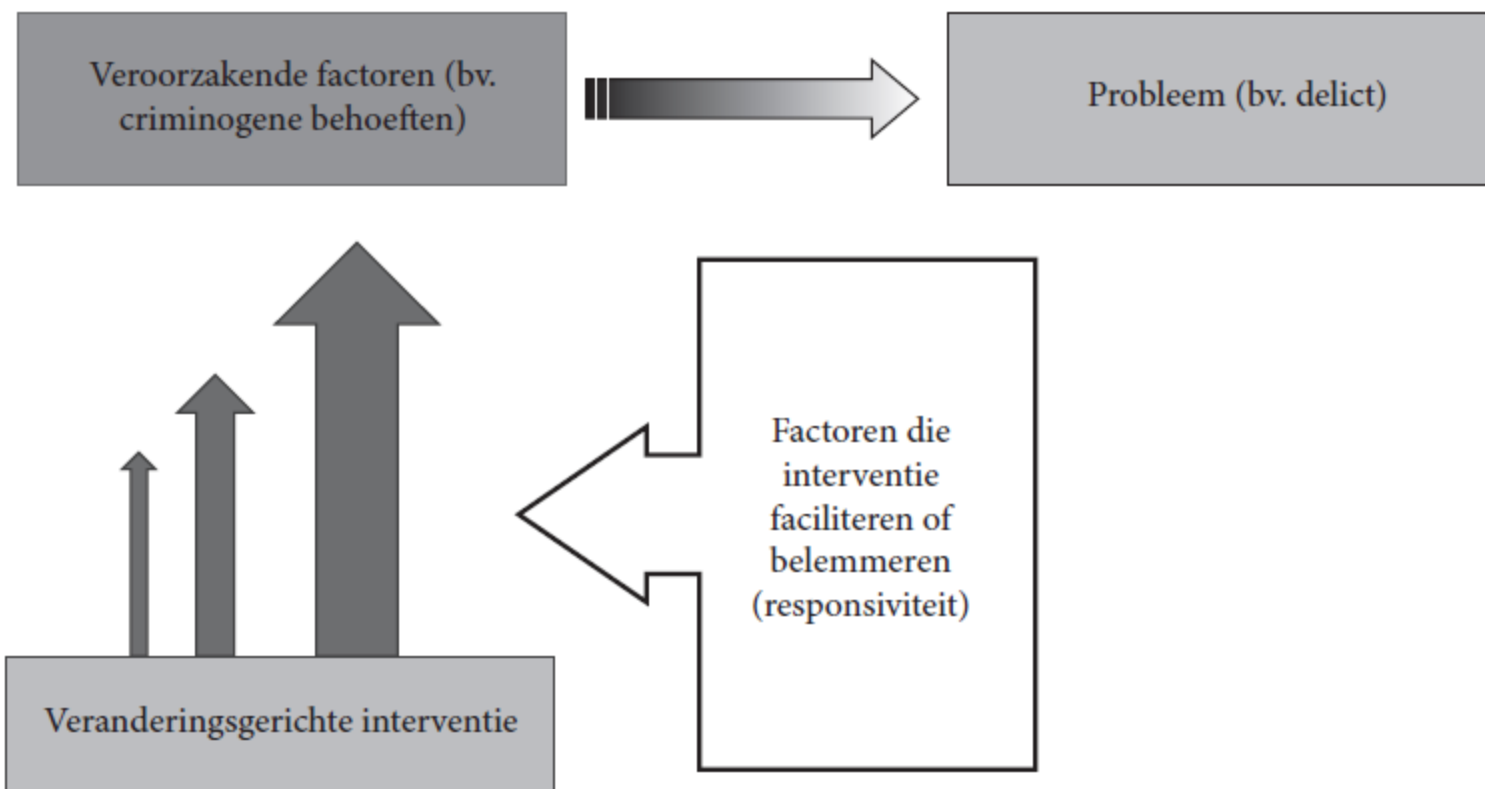 Veroorzakende factoren (bv.
criminogene behoeften)
Probleem (bv. delict)
Factoren die
interventie
faciliteren of
belemmeren
(responsiviteit)
Veranderingsgerichte interventie